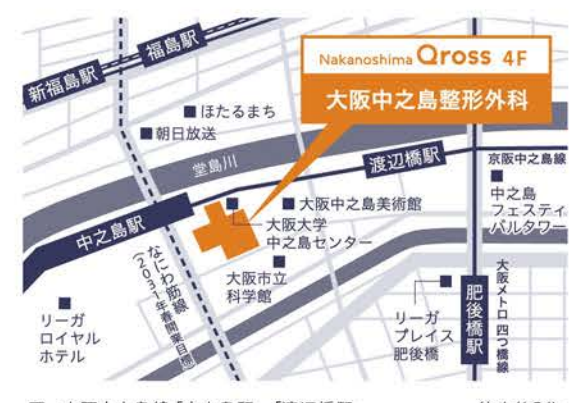 Nakanoshima Qross 4F
大阪中之島整形外科
福島駅
新福島駅
ほたるまち
朝日放送
堂島川
渡辺橋駅
京阪中之島線
中之島
フェスティ
バルタワー
中之島駅
大阪中之島美術館
大阪大学
中之島センター
大阪市立
科学館
なにわ筋線
(2031年春開業目標)
リーガ
ロイヤル
ホテル
リーガ
プレイス
肥後橋
肥後橋駅
大阪メトロ 四つ橋線